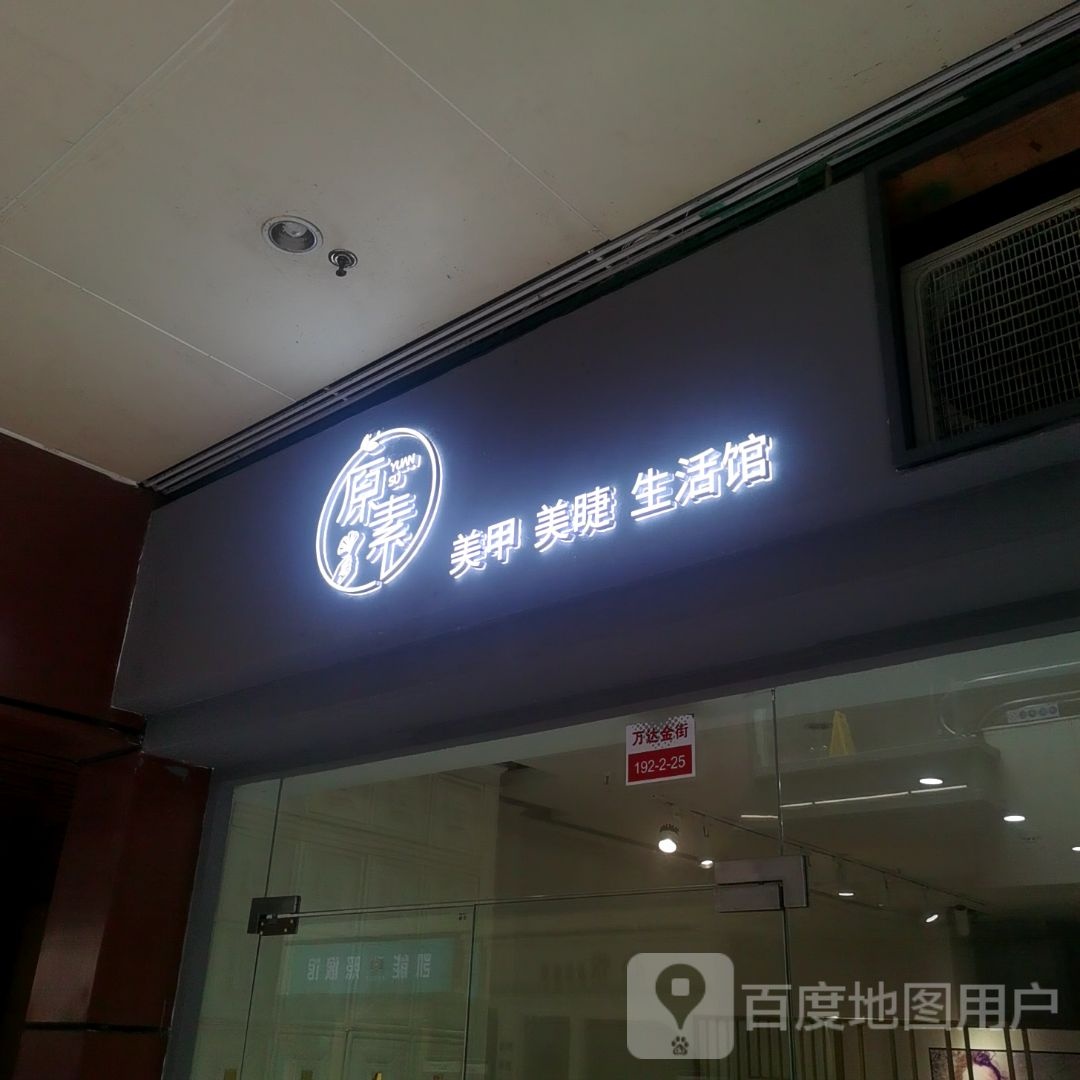 原素
YUAN SU
美甲 美睫 生活馆
万达金街
192-2-25
百度地图用户